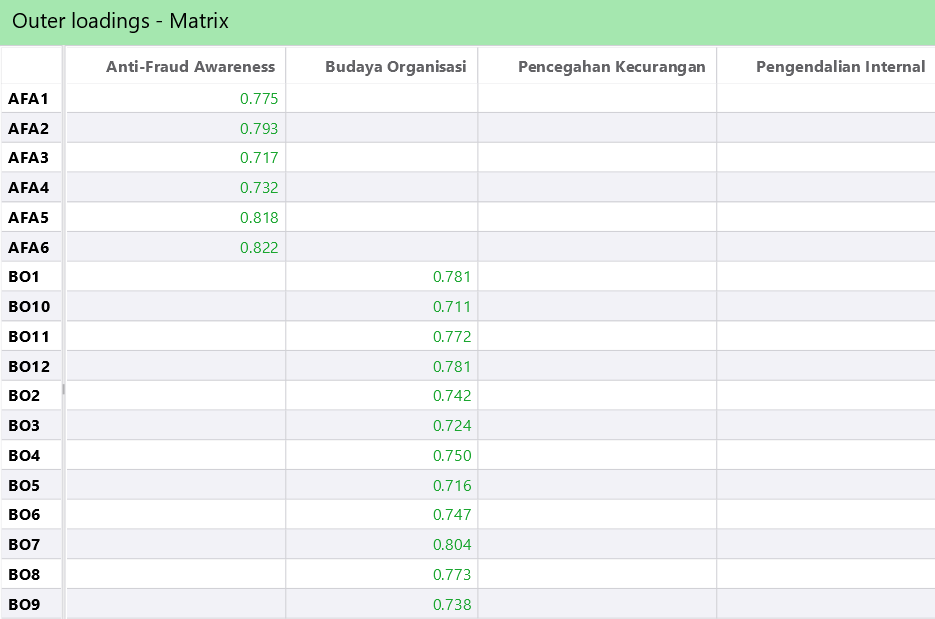 Outer loadings - Matrix
Anti-Fraud Awareness Budaya Organisasi Pencegahan Kecurangan Pengendalian Internal
AFA1 0.775
AFA2 0.793
AFA3 0.717
AFA4 0.732
AFA5 0.818
AFA6 0.822
BO1 0.781
BO10 0.711
BO11 0.772
BO12 0.781
BO2 0.742
BO3 0.724
BO4 0.750
BO5 0.716
BO6 0.747
BO7 0.804
BO8 0.773
BO9 0.738